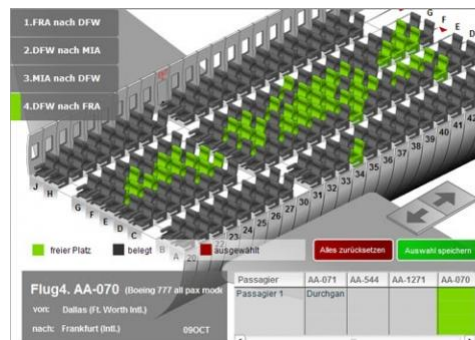 1.FRA nach DFW
2.DFW nach MIA
3.MIA nach DFW
4.DFW nach FRA
G
F
E
D
J
H
G
F
E
D
C
B
A
20
22
23
24
25
26
27
30
31
32
33
34
35
36
37
38
39
40
41
42
freier Platz
belegt
ausgewählt
Alles zurücksetzen
Auswahl speichern
Flug4. AA-070 (Boeing 777 all pax mode
von: Dallas (Ft. Worth Intl.)
nach: Frankfurt (Intl.) 09OCT
Passagier AA-071 AA-544 AA-1271 AA-070
Passagier 1 Durchgan